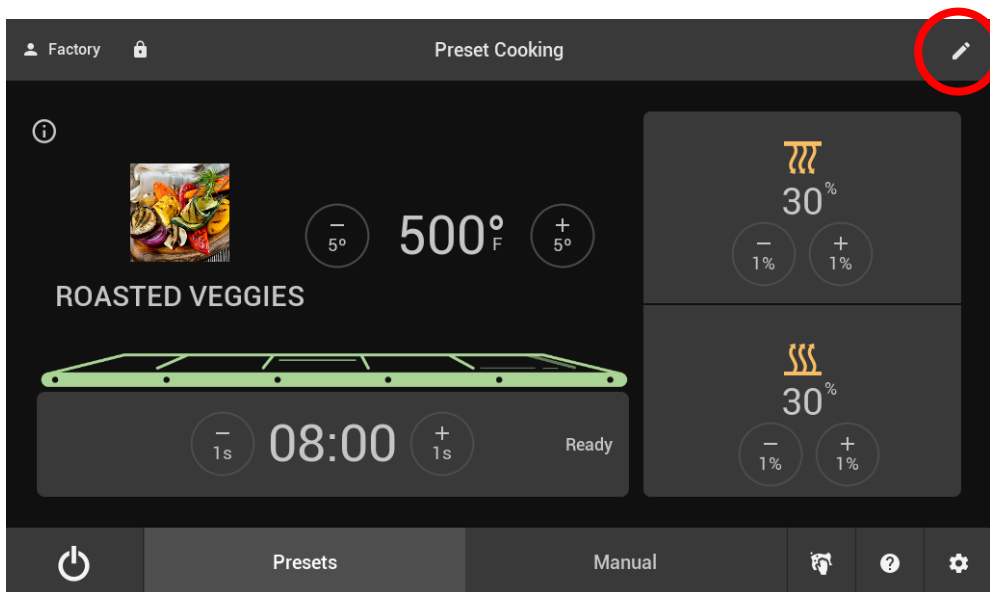 Factory
Preset Cooking
ROASTED VEGGIES
− 5º
500°F
+ 5º
30%
− 1%
+ 1%
30%
− 1%
+ 1%
− 1s
08:00
+ 1s
Ready
Presets
Manual